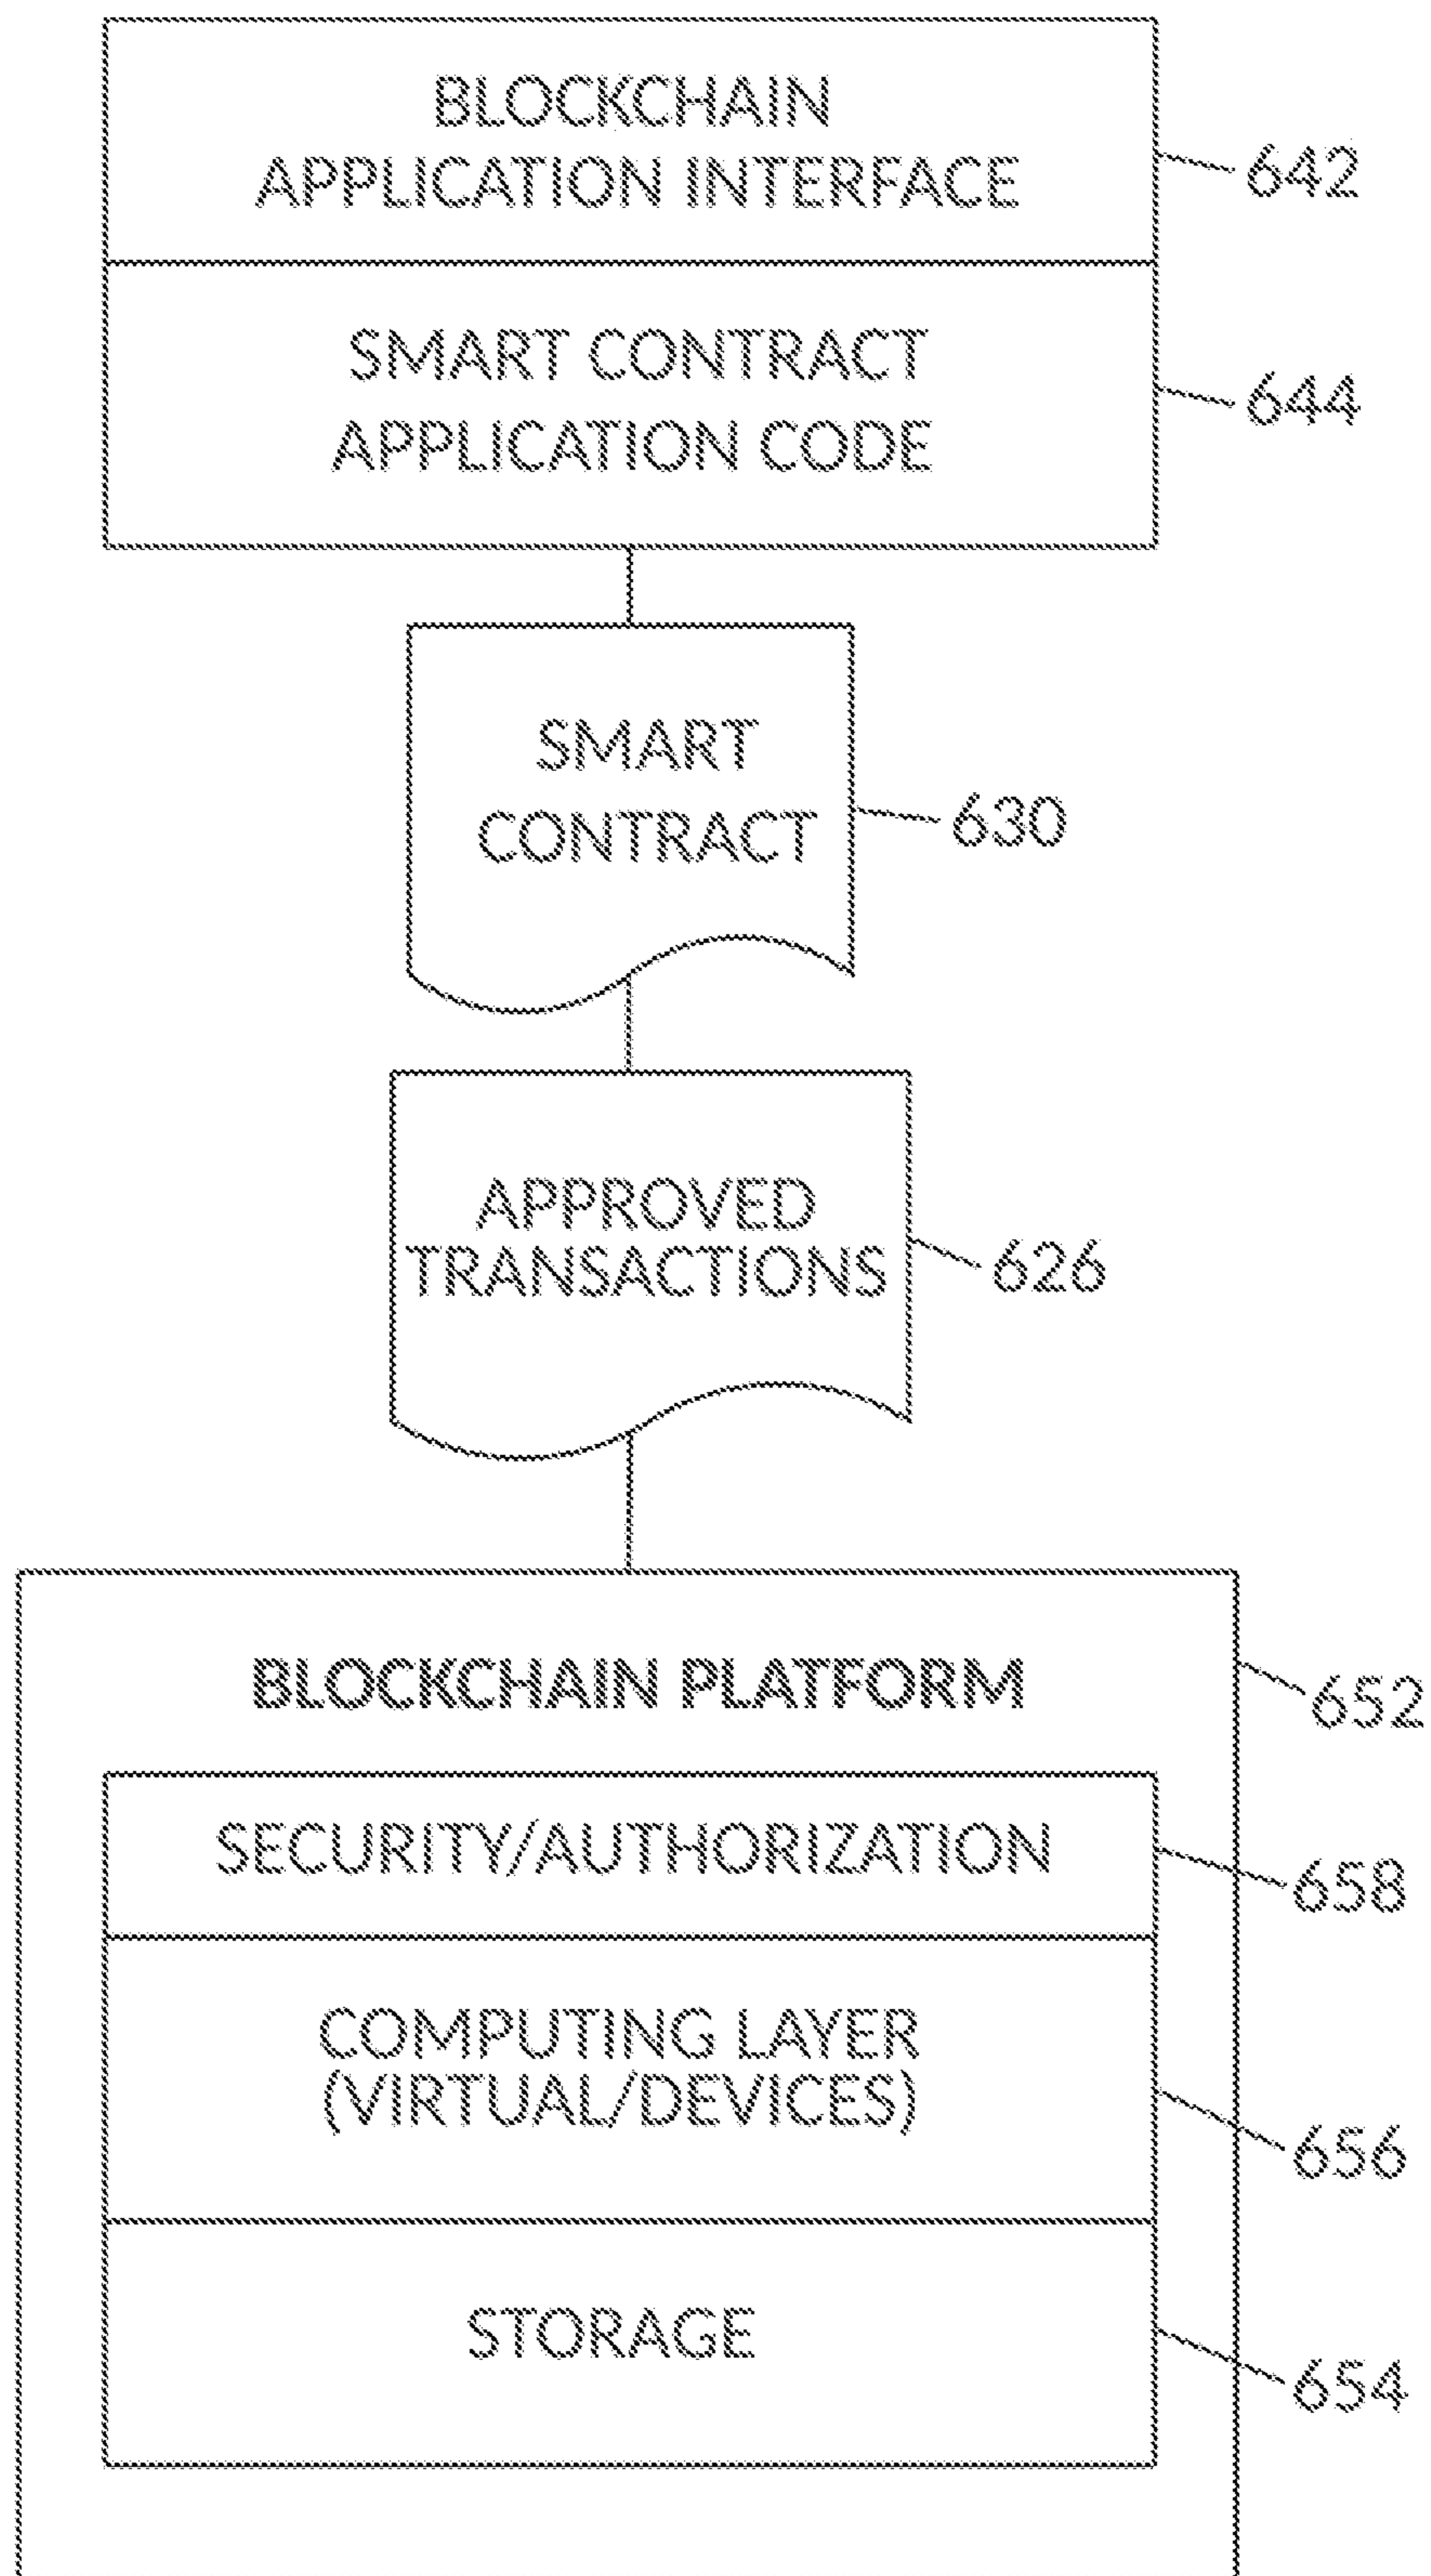 BLOCKCHAIN
APPLICATION INTERFACE
642
SMART CONTRACT
APPLICATION CODE
644
SMART
CONTRACT
630
APPROVED
TRANSACTIONS
626
BLOCKCHAIN PLATFORM
652
SECURITY/AUTHORIZATION
658
COMPUTING LAYER
(VIRTUAL/DEVICES)
656
STORAGE
654